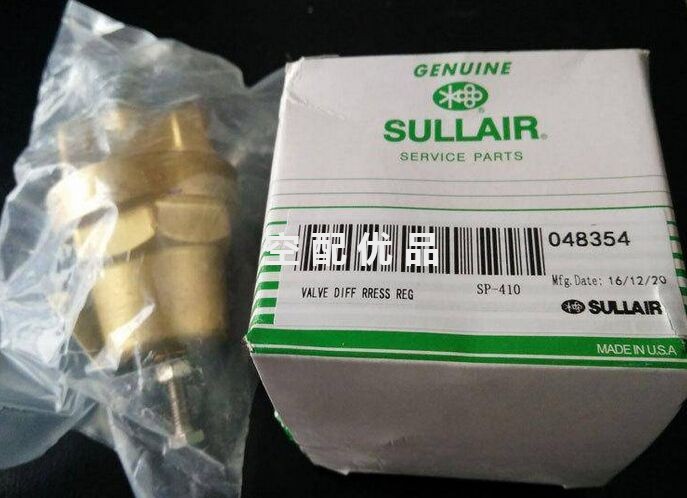 GENUINE
SULLAIR®
SERVICE PARTS
048354
空配优品
VALVE DIFF RRESS REG
SP-410
Mfg.Date: 16/12/20
SULLAIR
MADE IN U.S.A